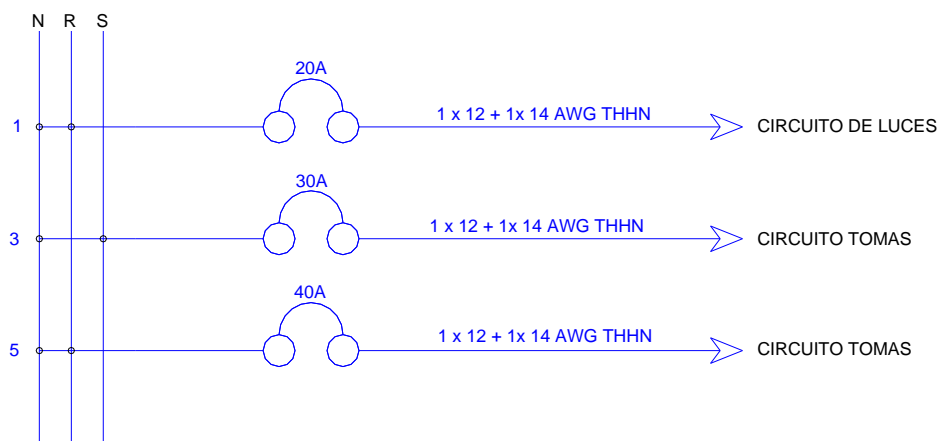 N R S
20A
1 1 x 12 + 1x 14 AWG THHN CIRCUITO DE LUCES
30A
3 1 x 12 + 1x 14 AWG THHN CIRCUITO TOMAS
40A
5 1 x 12 + 1x 14 AWG THHN CIRCUITO TOMAS